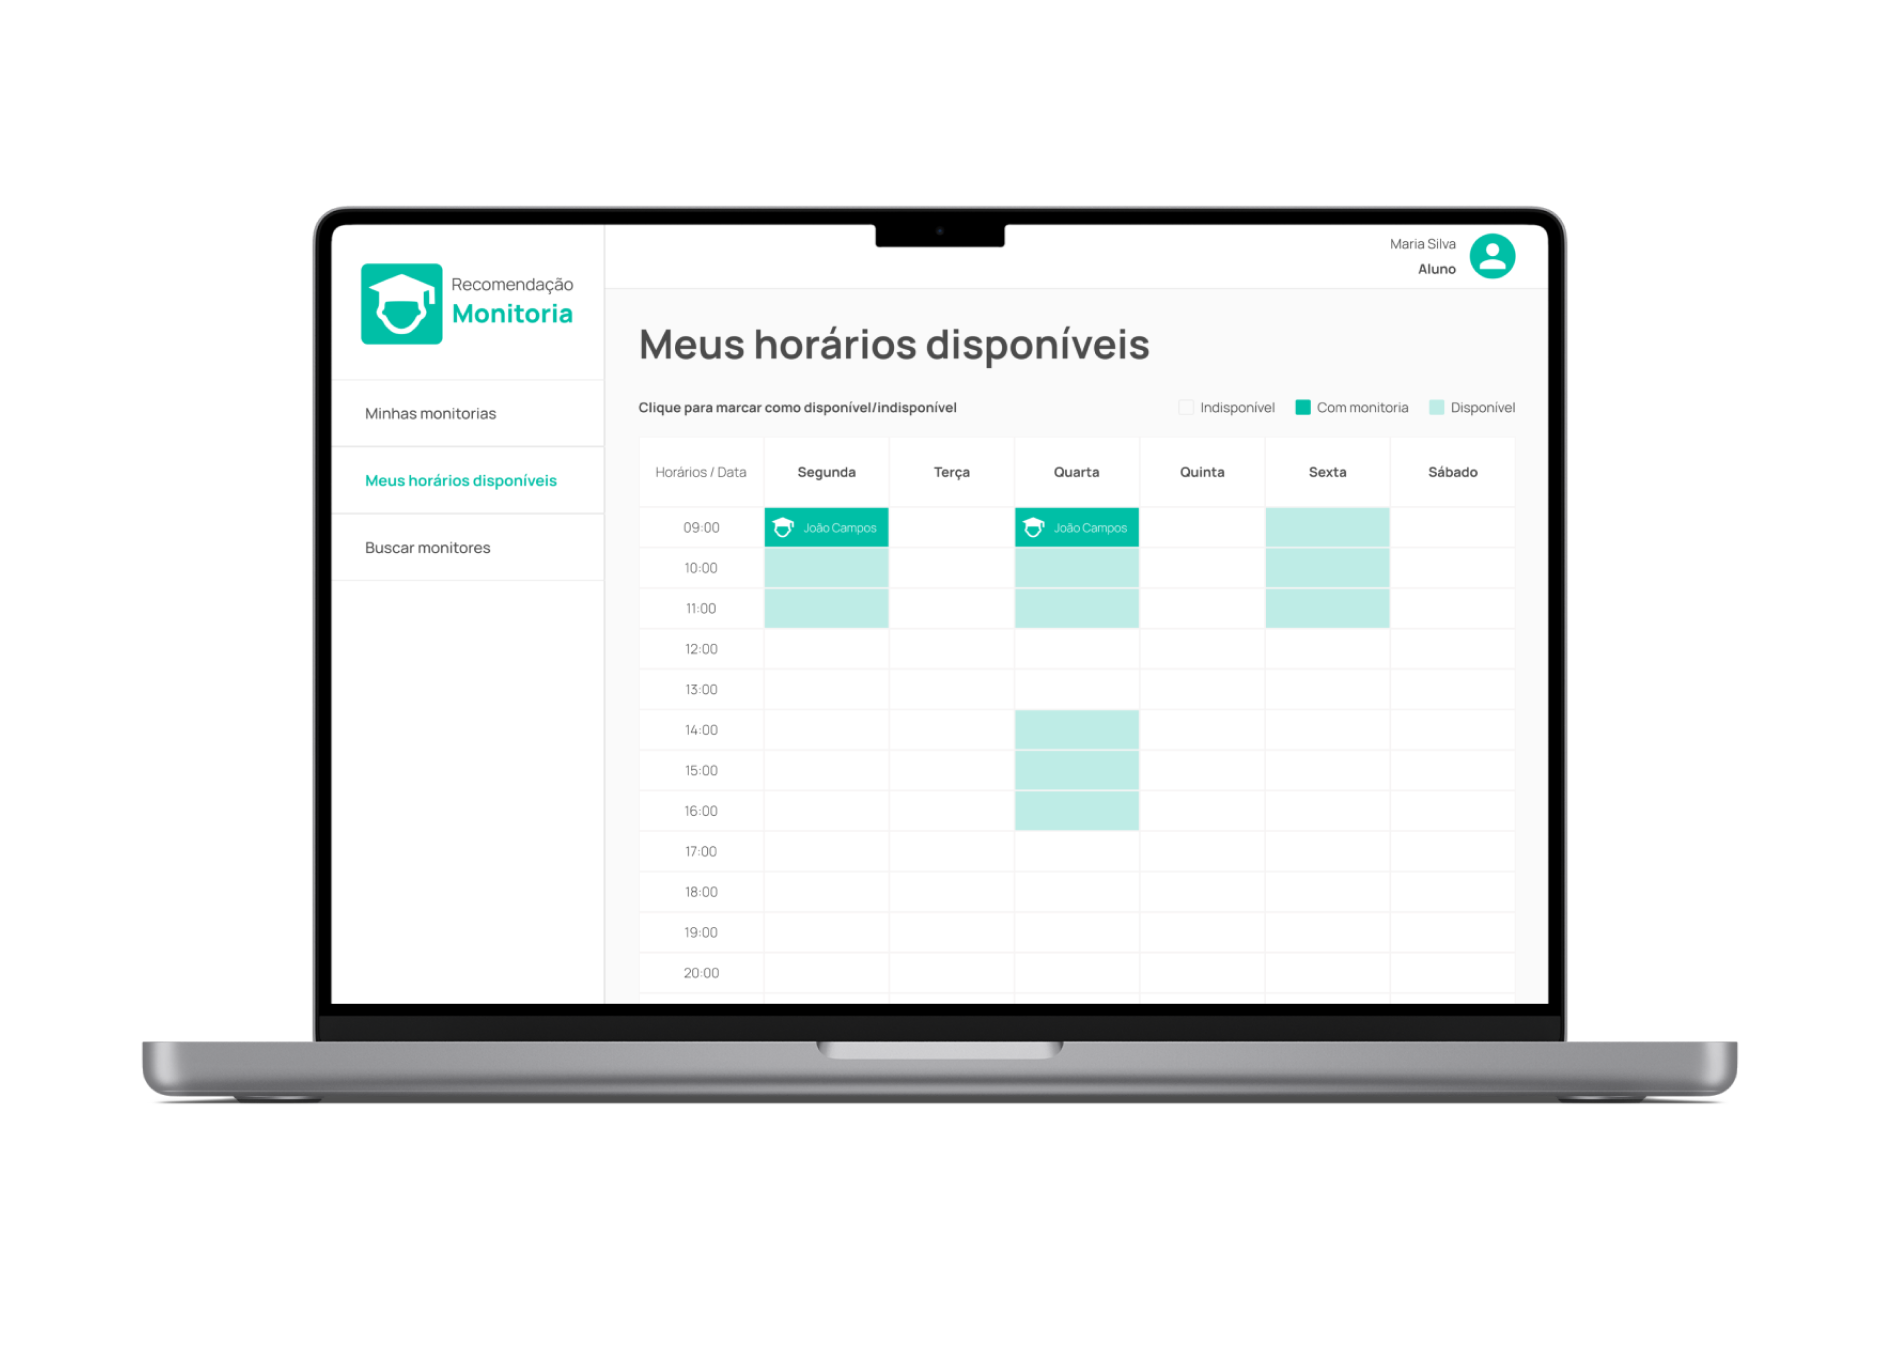 Recomendação
Monitoria
Minhas monitorias
Meus horários disponíveis
Buscar monitores
Maria Silva
Aluno
Meus horários disponíveis
Clique para marcar como disponível/indisponível
Indisponível Com monitoria Disponível
Horários / Data Segunda Terça Quarta Quinta Sexta Sábado
09:00 João Campos João Campos
10:00
11:00
12:00
13:00
14:00
15:00
16:00
17:00
18:00
19:00
20:00